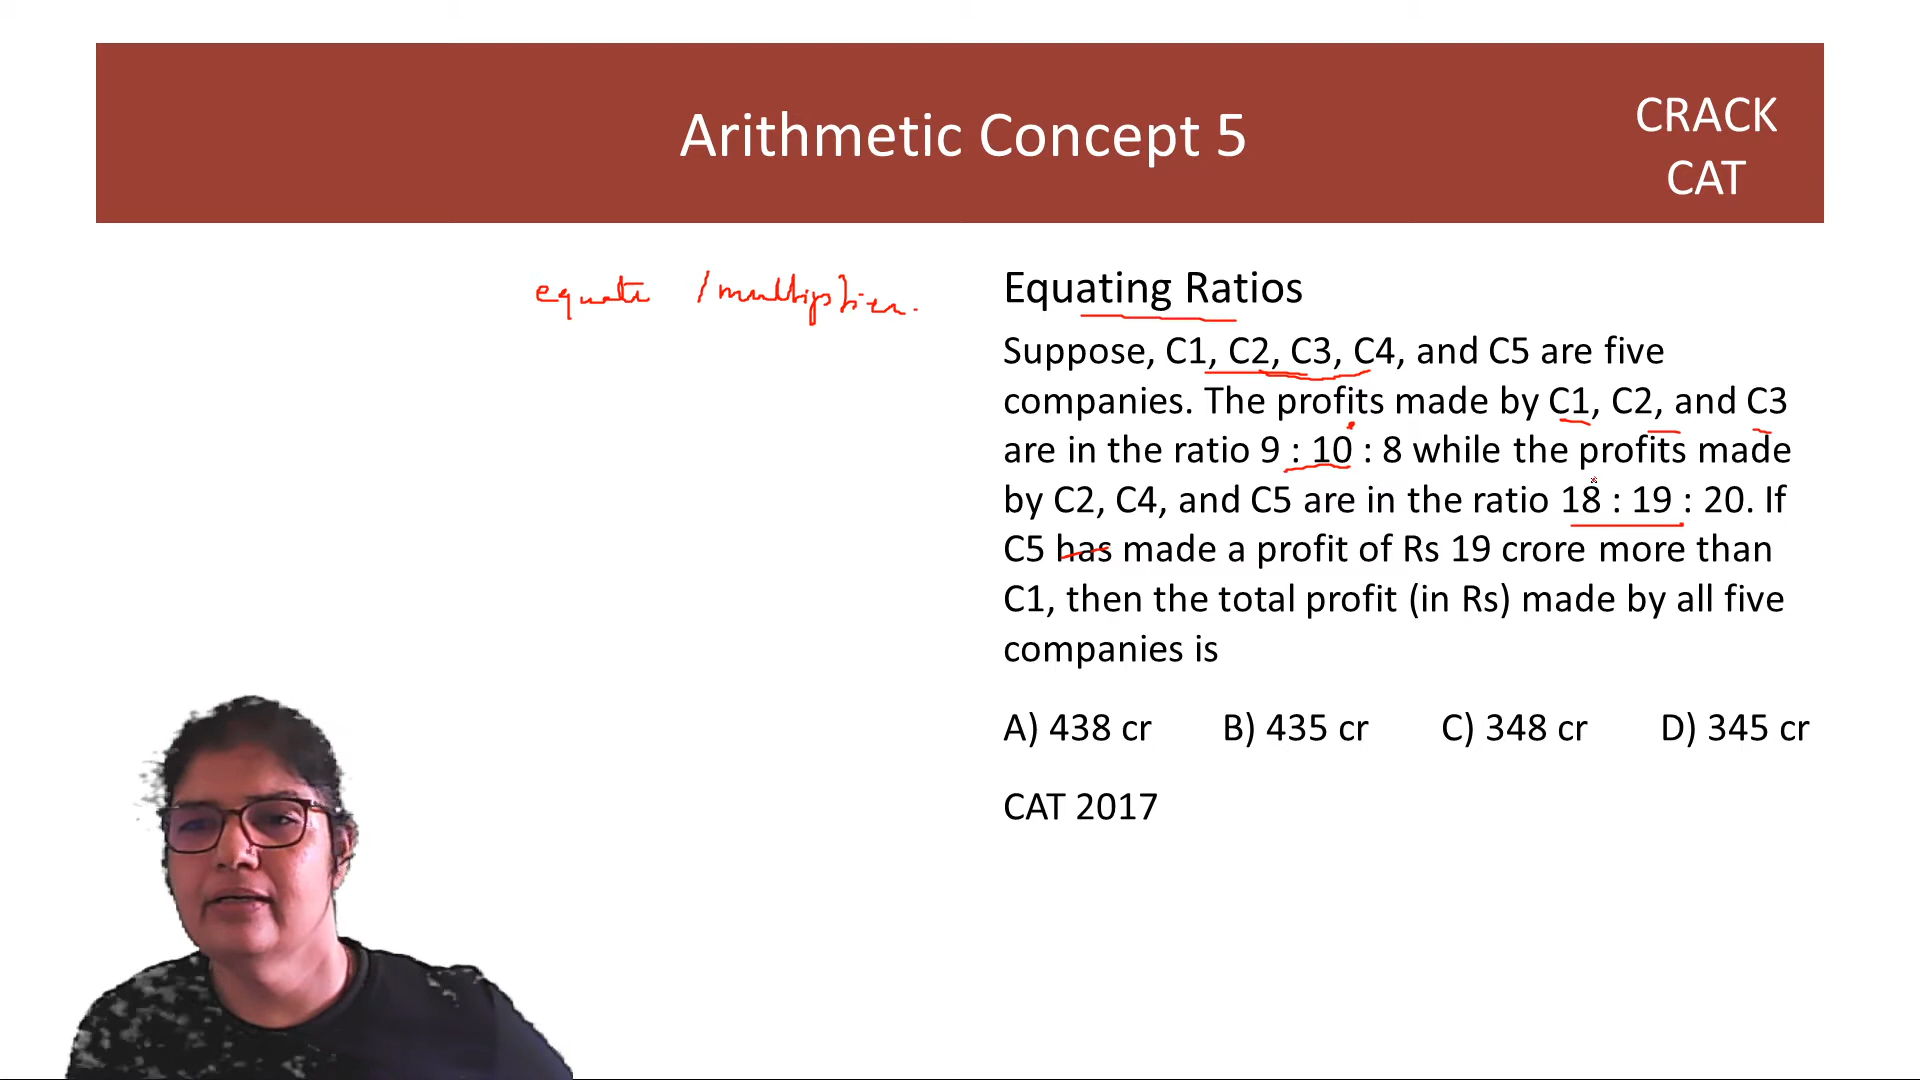 Arithmetic Concept 5
CRACK
CAT
equate / multiplier.
Equating Ratios
Suppose, C1, C2, C3, C4, and C5 are five
companies. The profits made by C1, C2, and C3
are in the ratio 9 : 10 : 8 while the profits made
by C2, C4, and C5 are in the ratio 18 : 19 : 20. If
C5 has made a profit of Rs 19 crore more than
C1, then the total profit (in Rs) made by all five
companies is
A) 438 cr B) 435 cr C) 348 cr D) 345 cr
CAT 2017